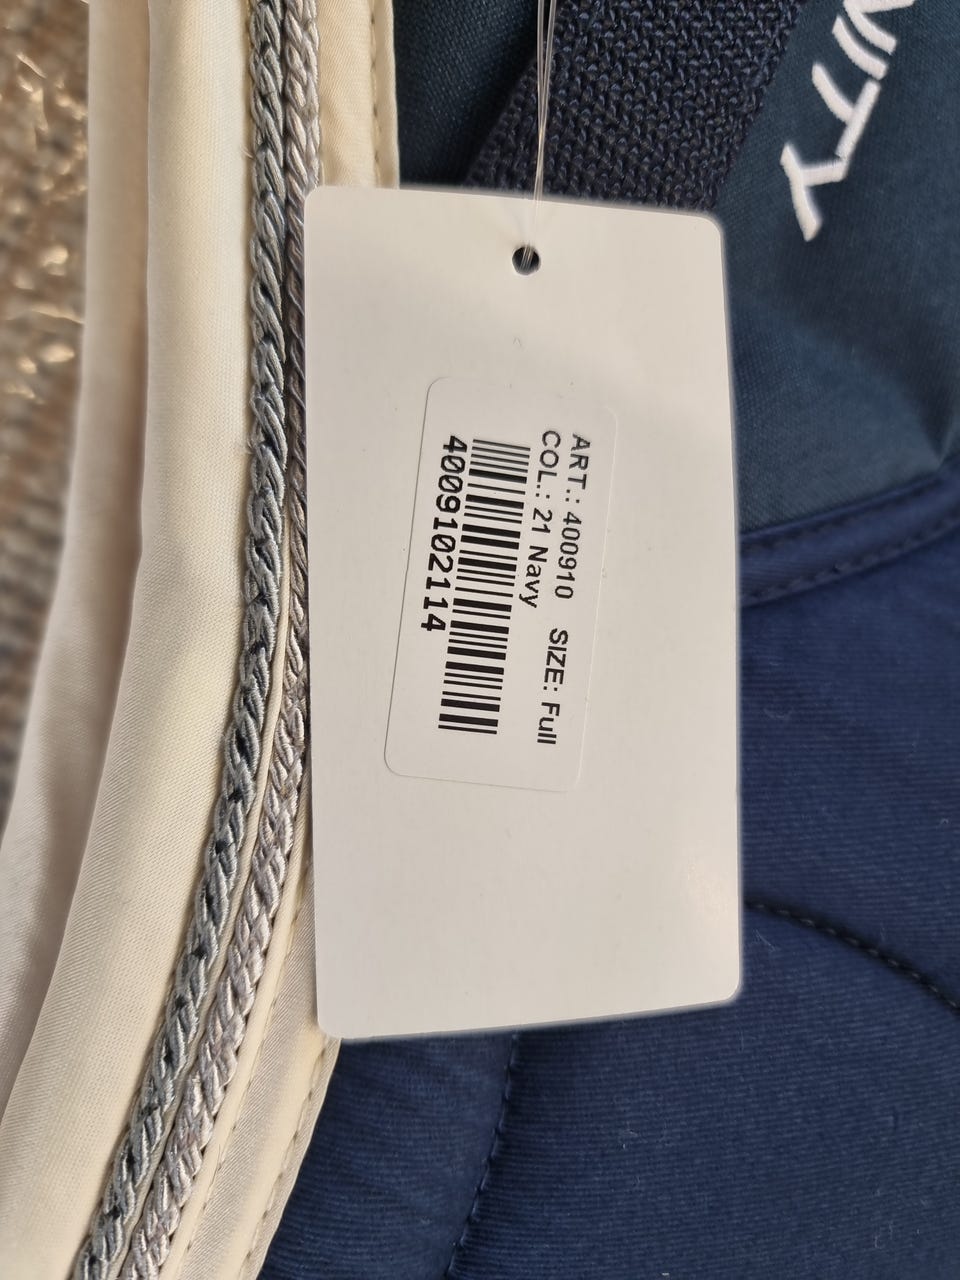 ART.: 400910 SIZE: Full
COL.: 21 Navy
4009102114